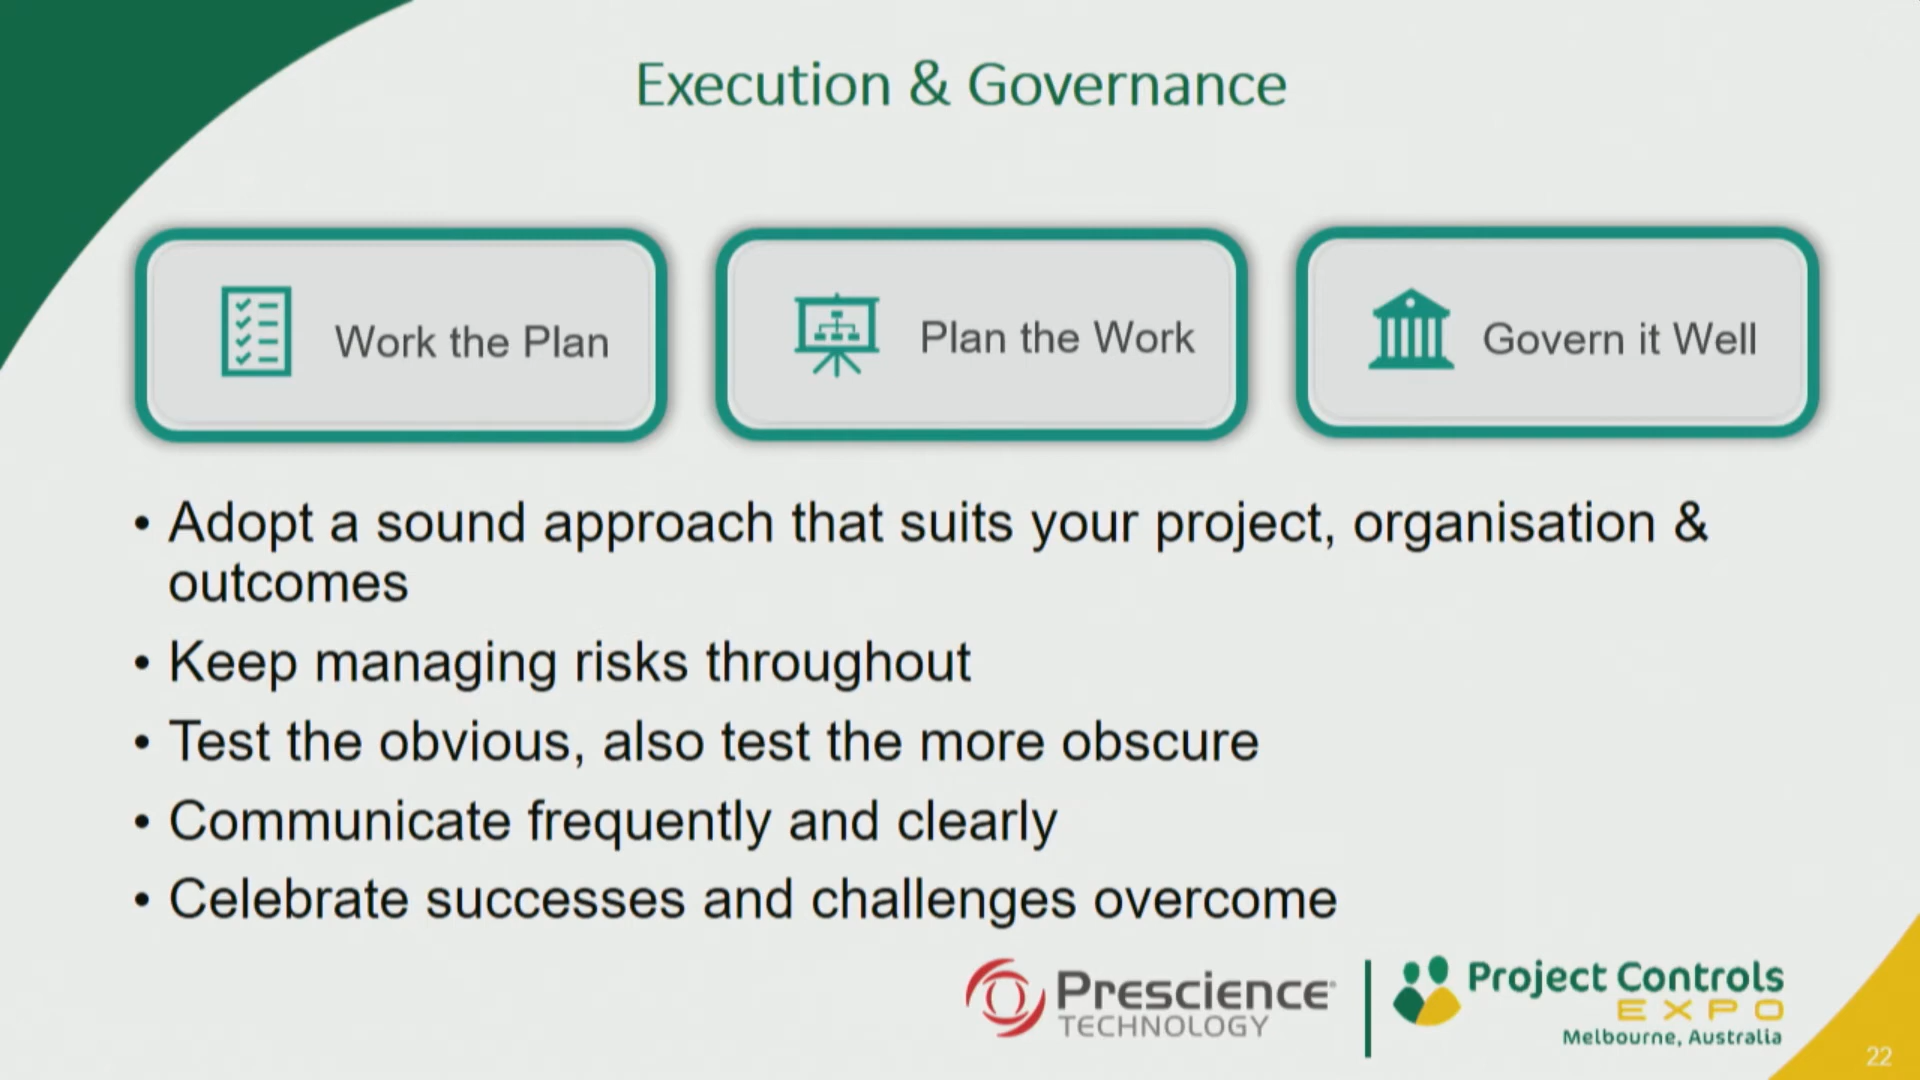 Execution & Governance
Work the Plan
Plan the Work
Govern it Well
• Adopt a sound approach that suits your project, organisation &
outcomes
• Keep managing risks throughout
• Test the obvious, also test the more obscure
• Communicate frequently and clearly
• Celebrate successes and challenges overcome
Prescience
TECHNOLOGY
Project Controls
EXPO
Melbourne, Australia
22